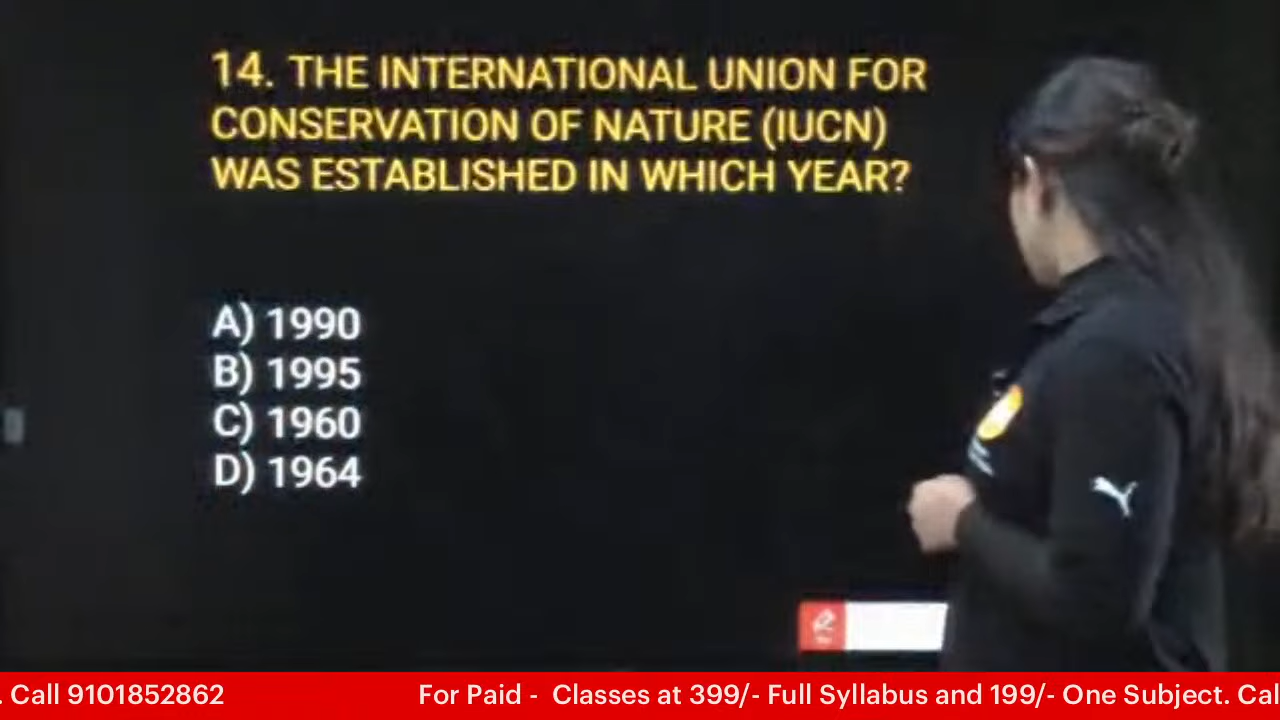 14. THE INTERNATIONAL UNION FOR
CONSERVATION OF NATURE (IUCN)
WAS ESTABLISHED IN WHICH YEAR?
A) 1990
B) 1995
C) 1960
D) 1964
. Call 9101852862 For Paid - Classes at 399/- Full Syllabus and 199/- One Subject. Cal